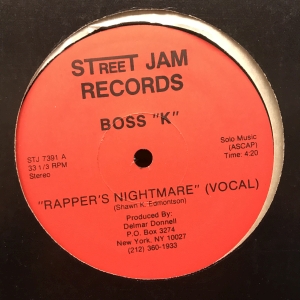 STREET JAM
RECORDS
BOSS "K"
STJ 7391 A
33 1/3 RPM
Stereo
Solo Music
(ASCAP)
Time: 4:20
"RAPPER'S NIGHTMARE" (VOCAL)
(Shawn K. Edmontson)
Produced By:
Delmar Donnell
P.O. Box 3274
New York, NY 10027
(212) 360-1933